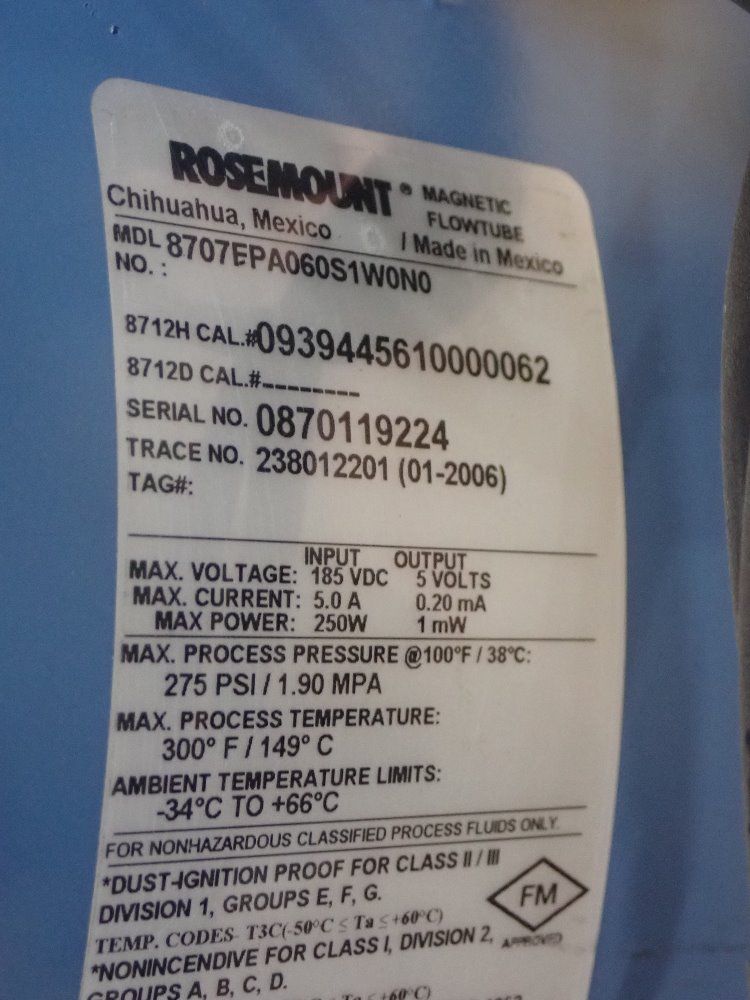 ROSEMOUNT ® MAGNETIC
FLOWTUBE
Chihuahua, Mexico / Made in Mexico
MDL 8707EPA060S1W0N0
NO. :
8712H CAL.#0939445610000062
8712D CAL.#_________
SERIAL NO. 0870119224
TRACE NO. 238012201 (01-2006)
TAG#:
INPUT OUTPUT
MAX. VOLTAGE: 185 VDC 5 VOLTS
MAX. CURRENT: 5.0 A 0.20 mA
MAX POWER: 250W 1 mW
MAX. PROCESS PRESSURE @100°F / 38°C:
275 PSI / 1.90 MPA
MAX. PROCESS TEMPERATURE:
300° F / 149° C
AMBIENT TEMPERATURE LIMITS:
-34°C TO +66°C
FOR NONHAZARDOUS CLASSIFIED PROCESS FLUIDS ONLY.
*DUST-IGNITION PROOF FOR CLASS II / III
DIVISION 1, GROUPS E, F, G.
FM
APPROVED
TEMP. CODES- T3C(-50°C ≤ Ta ≤ +60°C)
*NONINCENDIVE FOR CLASS I, DIVISION 2,
GROUPS A, B, C, D.
+60°C)